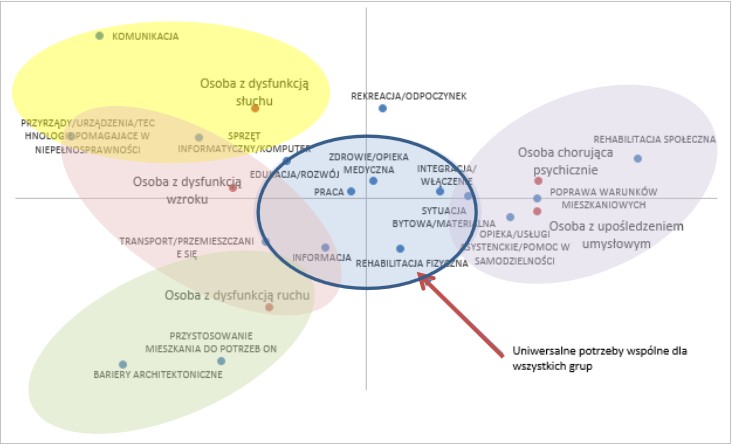 KOMUNIKACJA
Osoba z dysfunkcją
słuchu
REKREACJA/ODPOCZYNEK
PRZYRZĄDY/URZĄDZENIA/TEC
HNOLOGIE POMAGAJACE W
NIEPEŁNOSPRAWNOŚCI
SPRZĘT
INFORMATYCZNY/KOMPUTER
REHABILITACJA SPOŁECZNA
ZDROWIE/OPIEKA
MEDYCZNA
Osoba chorująca
psychicznie
EDUKACJA/ROZWÓJ
INTEGRACJA/
WŁĄCZENIE
Osoba z dysfunkcją
wzroku
PRACA
POPRAWA WARUNKÓW
MIESZKANIOWYCH
SYTUACJA
BYTOWA/MATERIALNA
Osoba z upośledzeniem
umysłowym
OPIEKA/USŁUGI
ASYSTENCKIE/POMOC W
SAMODZIELNOŚCI
TRANSPORT/PRZEMIESZCZANI
E SIĘ
INFORMACJA
REHABILITACJA FIZYCZNA
Osoba z dysfunkcją ruchu
PRZYSTOSOWANIE
MIESZKANIA DO POTRZEB ON
BARIERY ARCHITEKTONICZNE
Uniwersalne potrzeby wspólne dla
wszystkich grup